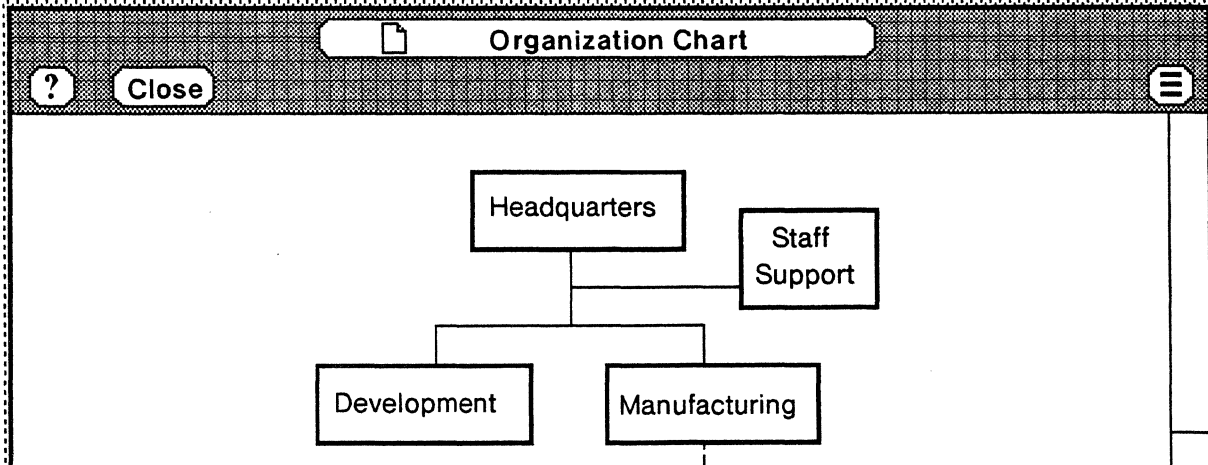 Organization Chart
? Close
Headquarters
Staff
Support
Development
Manufacturing